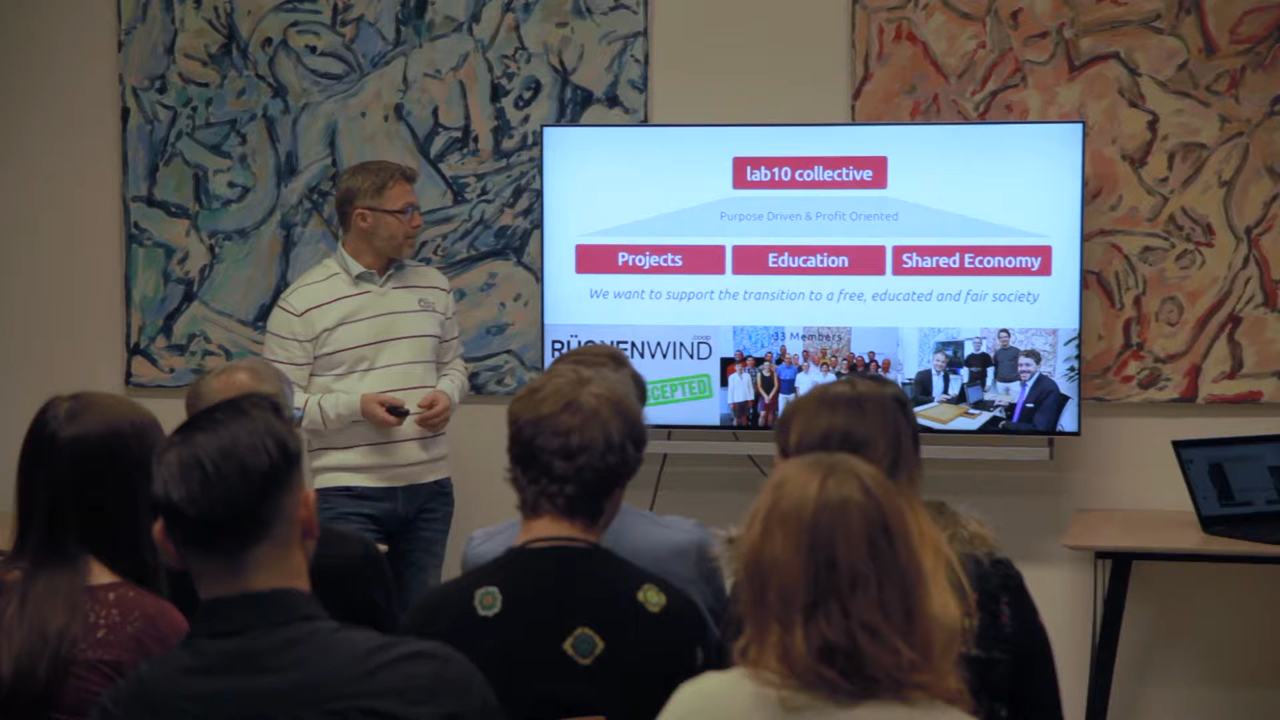 lab10 collective
Purpose Driven & Profit Oriented
Projects
Education
Shared Economy
We want to support the transition to a free, educated and fair society
.coop
33 Members